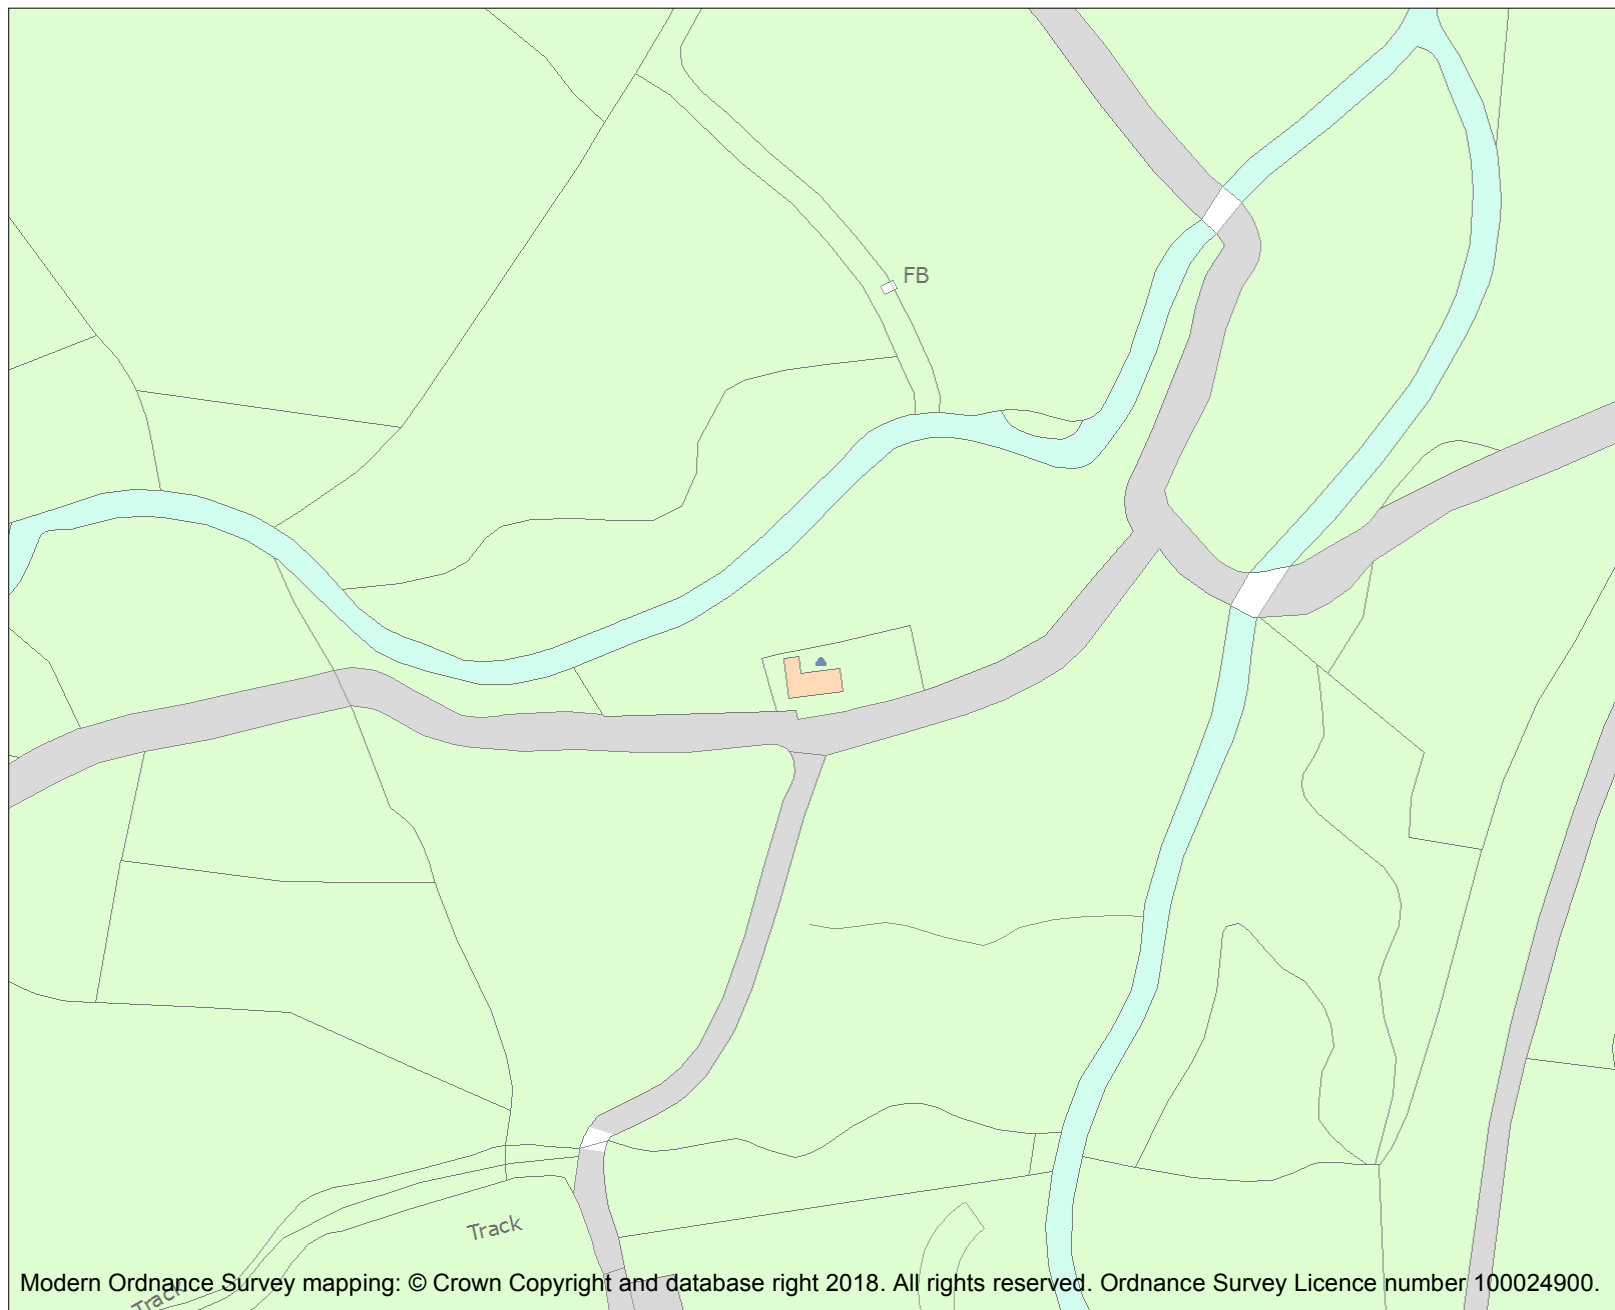 FB
Track
Track
Modern Ordnance Survey mapping: © Crown Copyright and database right 2018. All rights reserved. Ordnance Survey Licence number 100024900.